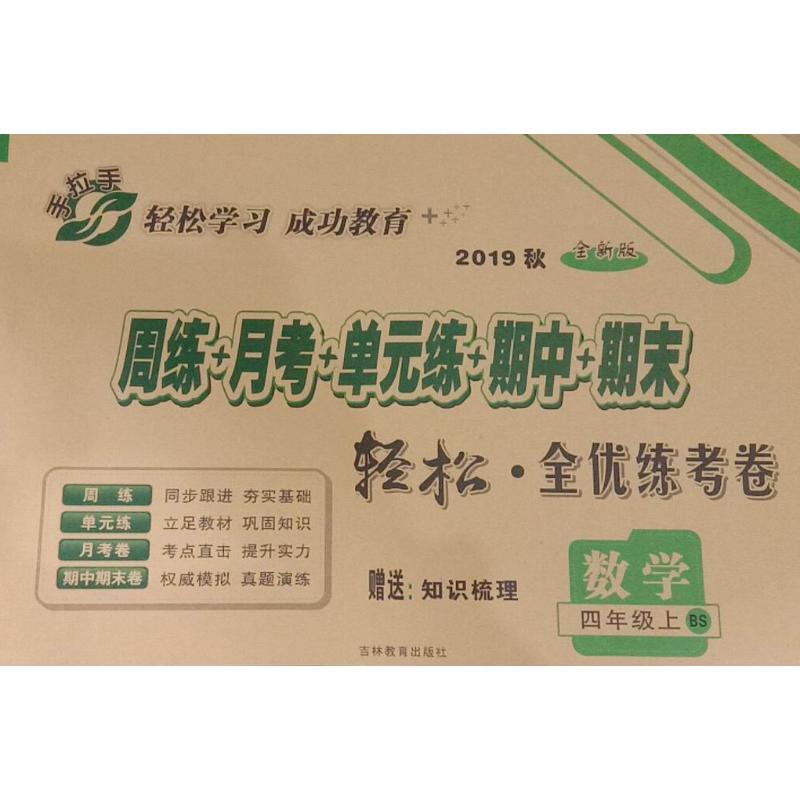 手拉手
轻松学习 成功教育
2019 秋 全新版
周练+月考+单元练+期中+期末
轻松·全优练考卷
周 练 同步跟进 夯实基础
单元练 立足教材 巩固知识
月考卷 考点直击 提升实力
期中期末卷 权威模拟 真题演练
赠送:知识梳理
数学
四年级上 BS
吉林教育出版社